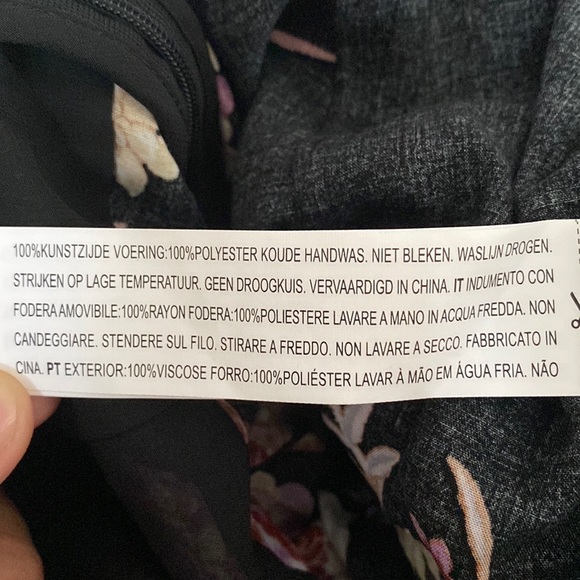 100%KUNSTZIJDE VOERING:100%POLYESTER KOUDE HANDWAS. NIET BLEKEN. WASLIJN DROGEN.
STRIJKEN OP LAGE TEMPERATUUR. GEEN DROOGKUIS. VERVAARDIGD IN CHINA. IT INDUMENTO CON
FODERA AMOVIBILE:100%RAYON FODERA:100%POLIESTERE LAVARE A MANO IN ACQUA FREDDA. NON
CANDEGGIARE. STENDERE SUL FILO. STIRARE A FREDDO. NON LAVARE A SECCO. FABBRICATO IN
CINA. PT EXTERIOR:100%VISCOSE FORRO:100%POLIÉSTER LAVAR À MÃO EM ÁGUA FRIA. NÃO